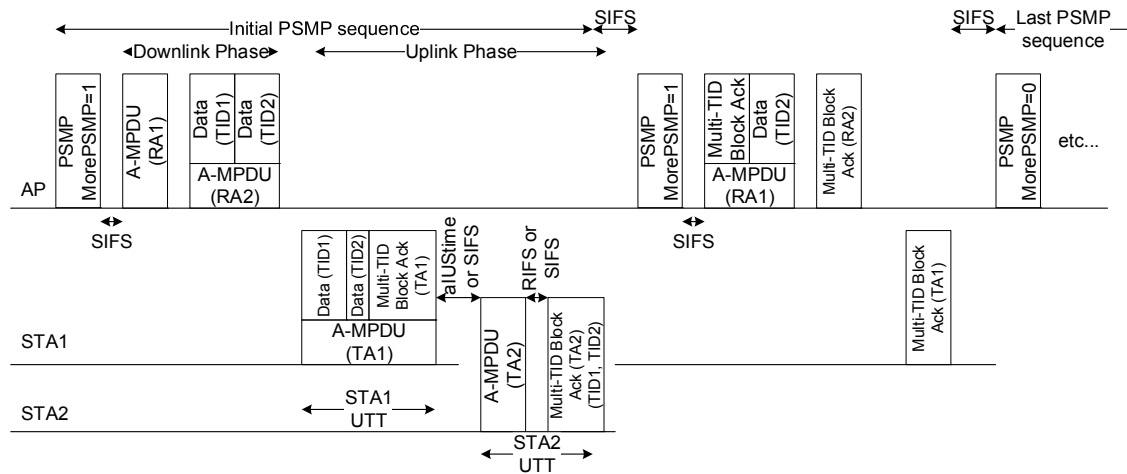 SIFS
Initial PSMP sequence
SIFS
Last PSMP
sequence
Downlink Phase
Uplink Phase
PSMP
MorePSMP=1
A-MPDU
(RA1)
Data
(TID1)
Data
(TID2)
A-MPDU
(RA2)
PSMP
MorePSMP=1
Multi-TID
Block Ack
Data
(TID2)
A-MPDU
(RA1)
Multi-TID Block
Ack (RA2)
PSMP
MorePSMP=0
etc...
AP
SIFS
SIFS
Data (TID1)
Data (TID2)
Multi-TID
Block Ack
(TA1)
A-MPDU
(TA1)
aIUStime
or SIFS
RIFS or
SIFS
A-MPDU
(TA2)
Multi-TID Block
Ack (TA2)
(TID1, TID2)
Multi-TID Block
Ack (TA1)
STA1
STA1
UTT
STA2
STA2
UTT